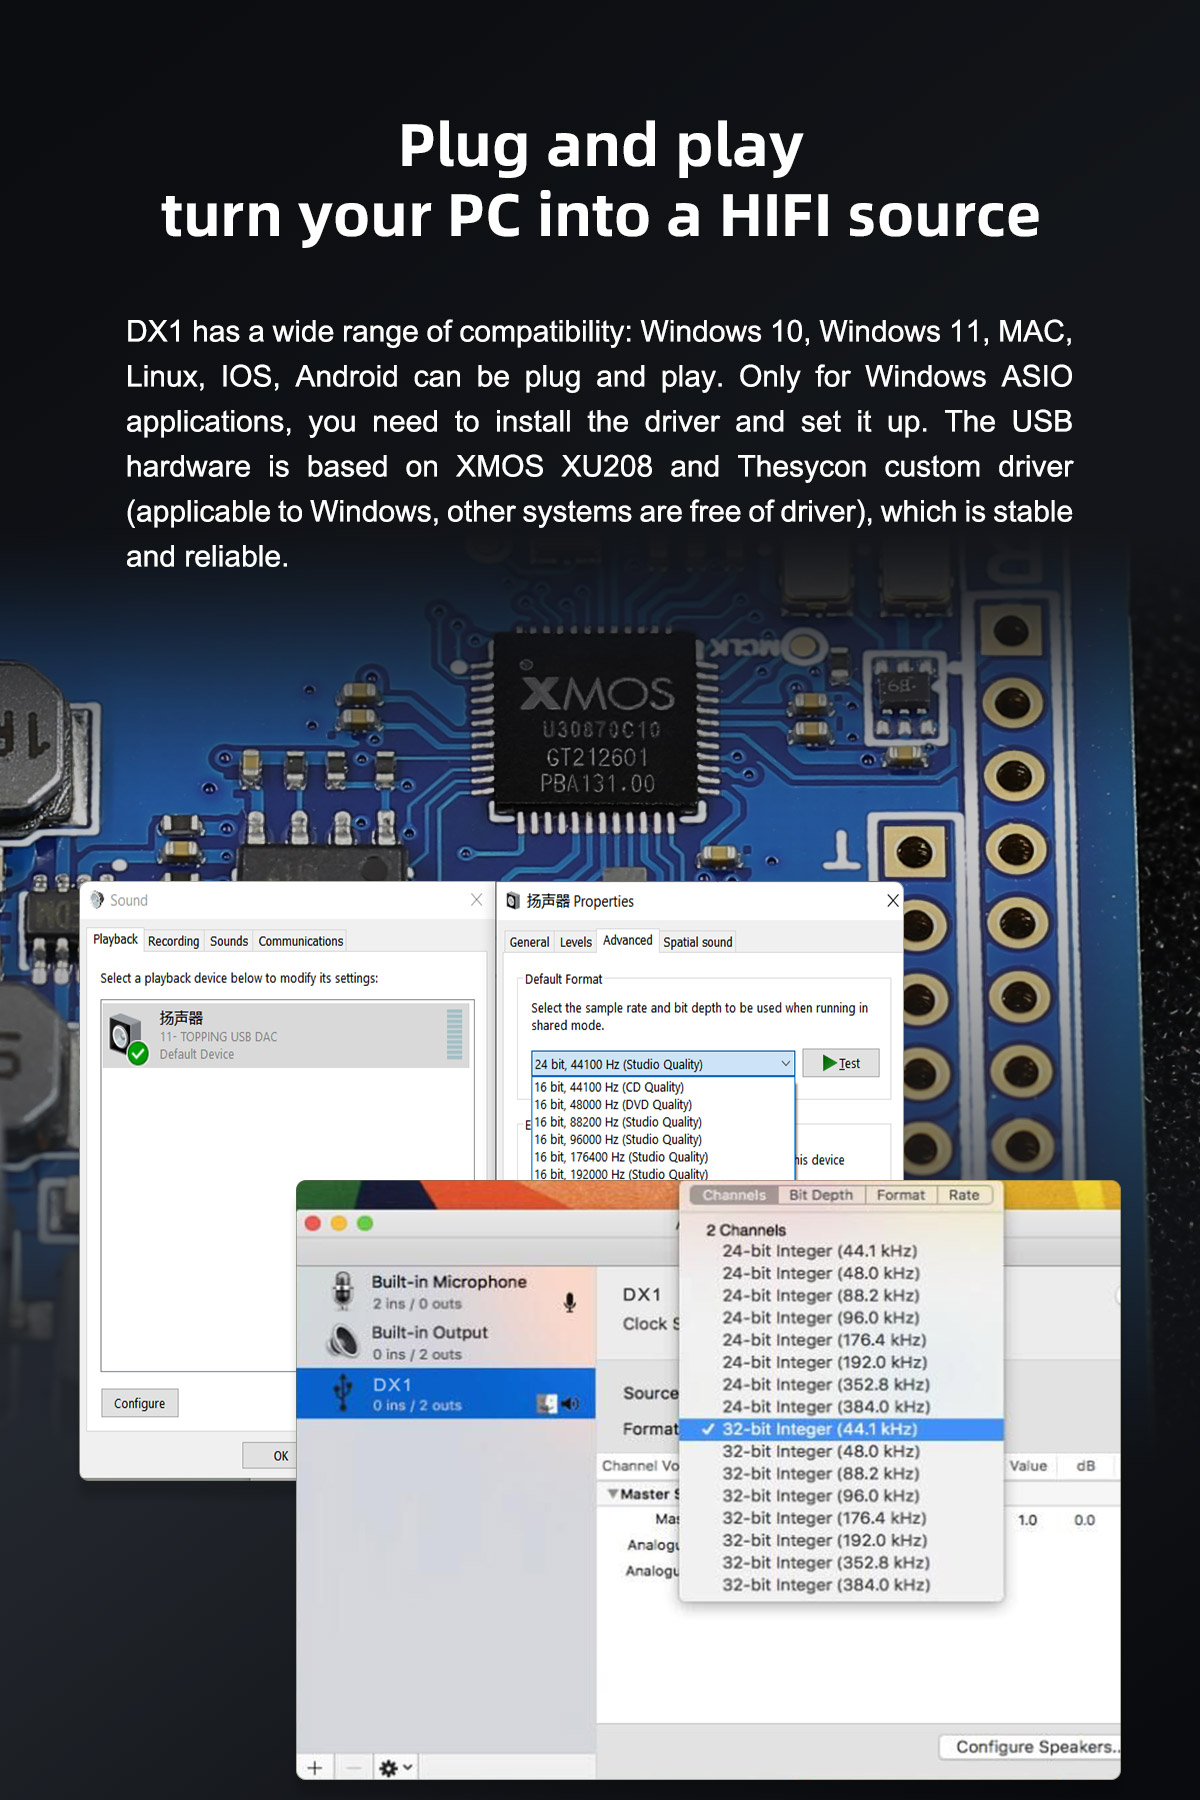 Plug and play
turn your PC into a HIFI source
DX1 has a wide range of compatibility: Windows 10, Windows 11, MAC,
Linux, IOS, Android can be plug and play. Only for Windows ASIO
applications, you need to install the driver and set it up. The USB
hardware is based on XMOS XU208 and Thesycon custom driver
(applicable to Windows, other systems are free of driver), which is stable
and reliable.
MCLK
XMOS
U30870C10
GT212601
PBA131.00
Sound
Playback Recording Sounds Communications
Select a playback device below to modify its settings:
扬声器
11- TOPPING USB DAC
Default Device
Configure
OK
扬声器 Properties
General Levels Advanced Spatial sound
Default Format
Select the sample rate and bit depth to be used when running in
shared mode.
24 bit, 44100 Hz (Studio Quality)
Test
16 bit, 44100 Hz (CD Quality)
16 bit, 48000 Hz (DVD Quality)
16 bit, 88200 Hz (Studio Quality)
16 bit, 96000 Hz (Studio Quality)
16 bit, 176400 Hz (Studio Quality)
16 bit, 192000 Hz (Studio Quality)
device
Built-in Microphone
2 ins / 0 outs
Built-in Output
0 ins / 2 outs
DX1
0 ins / 2 outs
DX1
Clock
Source
Format
Channel
Value dB
Master
1.0 0.0
Channels Bit Depth Format Rate
2 Channels
24-bit Integer (44.1 kHz)
24-bit Integer (48.0 kHz)
24-bit Integer (88.2 kHz)
24-bit Integer (96.0 kHz)
24-bit Integer (176.4 kHz)
24-bit Integer (192.0 kHz)
24-bit Integer (352.8 kHz)
24-bit Integer (384.0 kHz)
✓ 32-bit Integer (44.1 kHz)
32-bit Integer (48.0 kHz)
32-bit Integer (88.2 kHz)
32-bit Integer (96.0 kHz)
32-bit Integer (176.4 kHz)
32-bit Integer (192.0 kHz)
32-bit Integer (352.8 kHz)
32-bit Integer (384.0 kHz)
Configure Speakers..